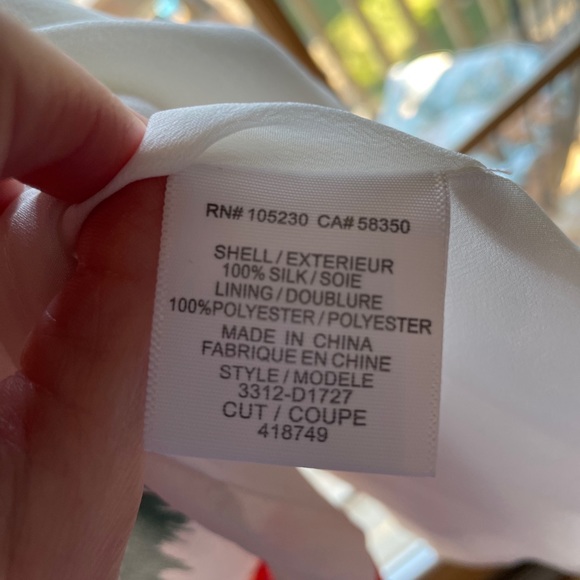 RN# 105230 CA# 58350
SHELL / EXTERIEUR
100% SILK / SOIE
LINING / DOUBLURE
100%POLYESTER / POLYESTER
MADE IN CHINA
FABRIQUE EN CHINE
STYLE / MODELE
3312-D1727
CUT / COUPE
418749